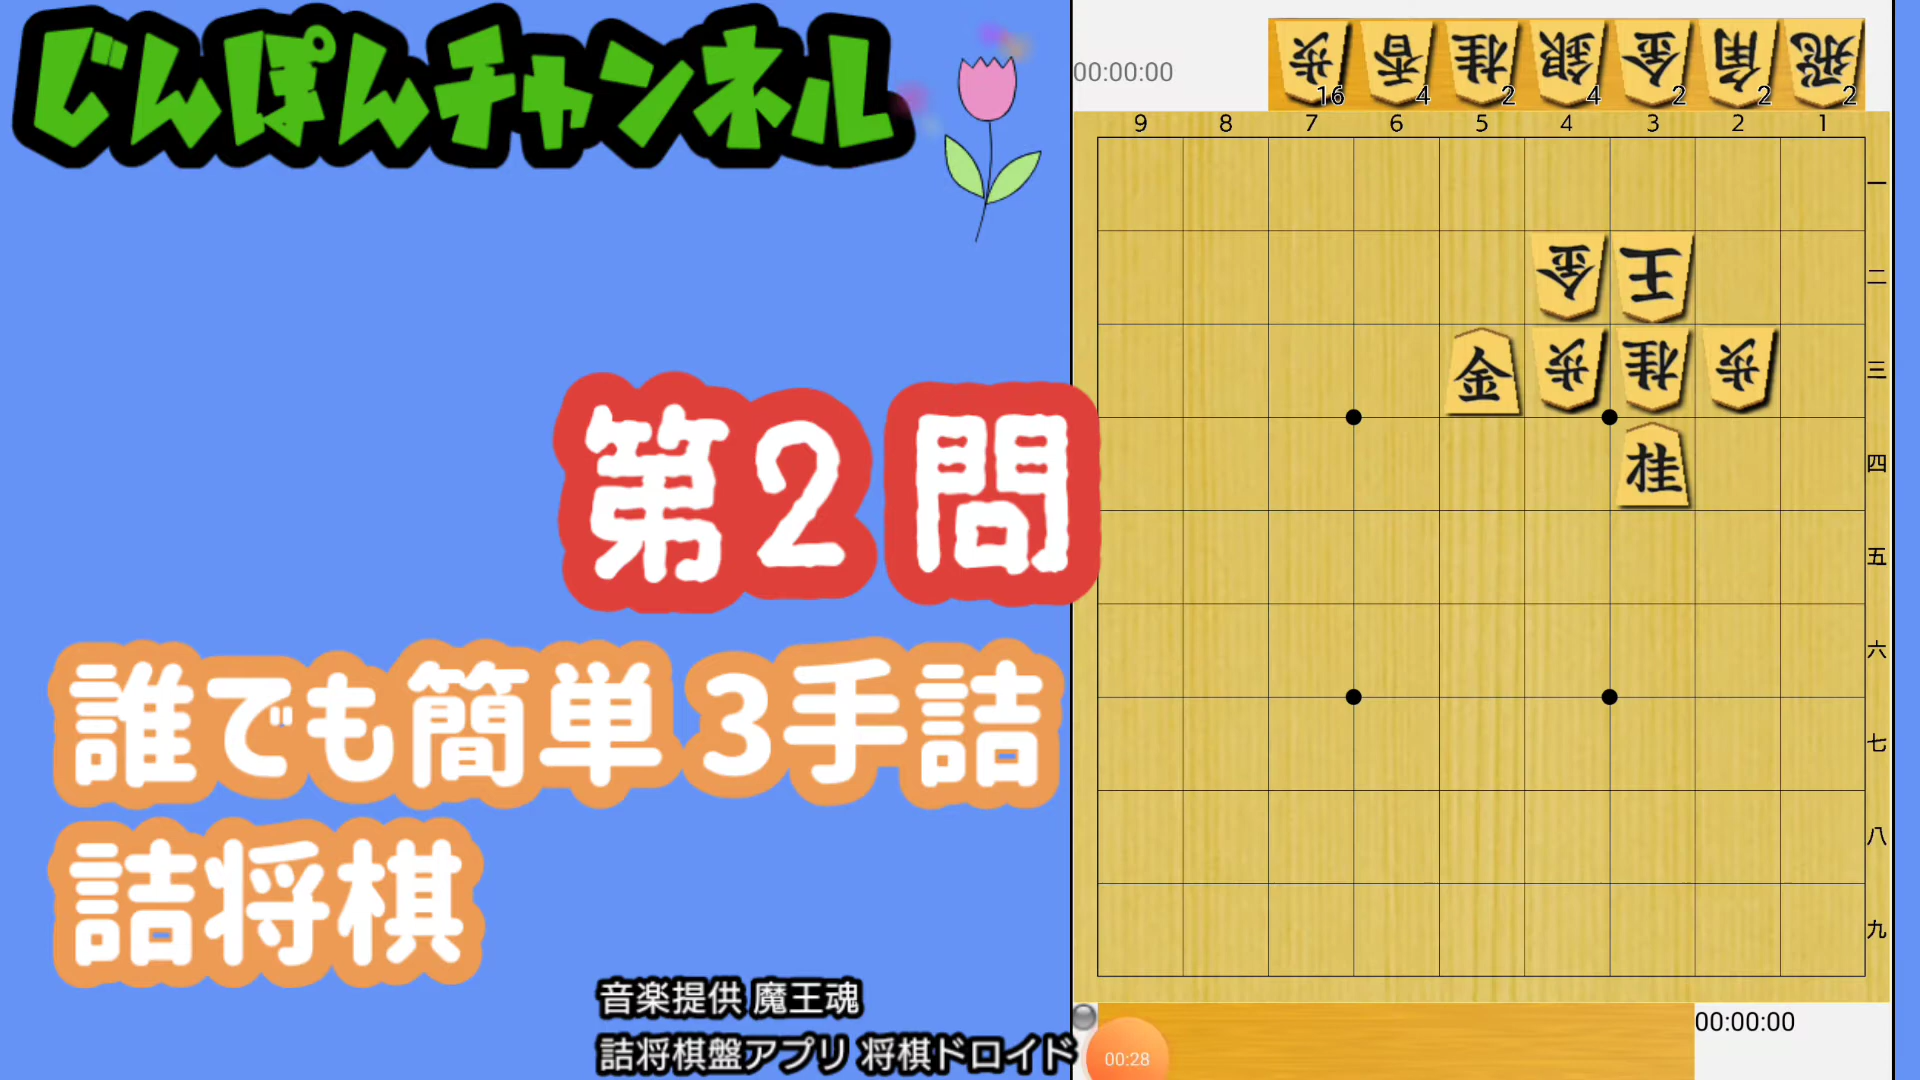 じんぽんチャンネル
第2問
誰でも簡単3手詰
詰将棋
音楽提供 魔王魂
詰将棋盤アプリ 将棋ドロイド
00:00:00
歩 香 桂 銀 金 角 飛
16 4 2 4 2 2 2
9 8 7 6 5 4 3 2 1
一
金 王 二
金 歩 桂 歩 三
桂 四
五
六
七
八
九
00:00:00
00:28